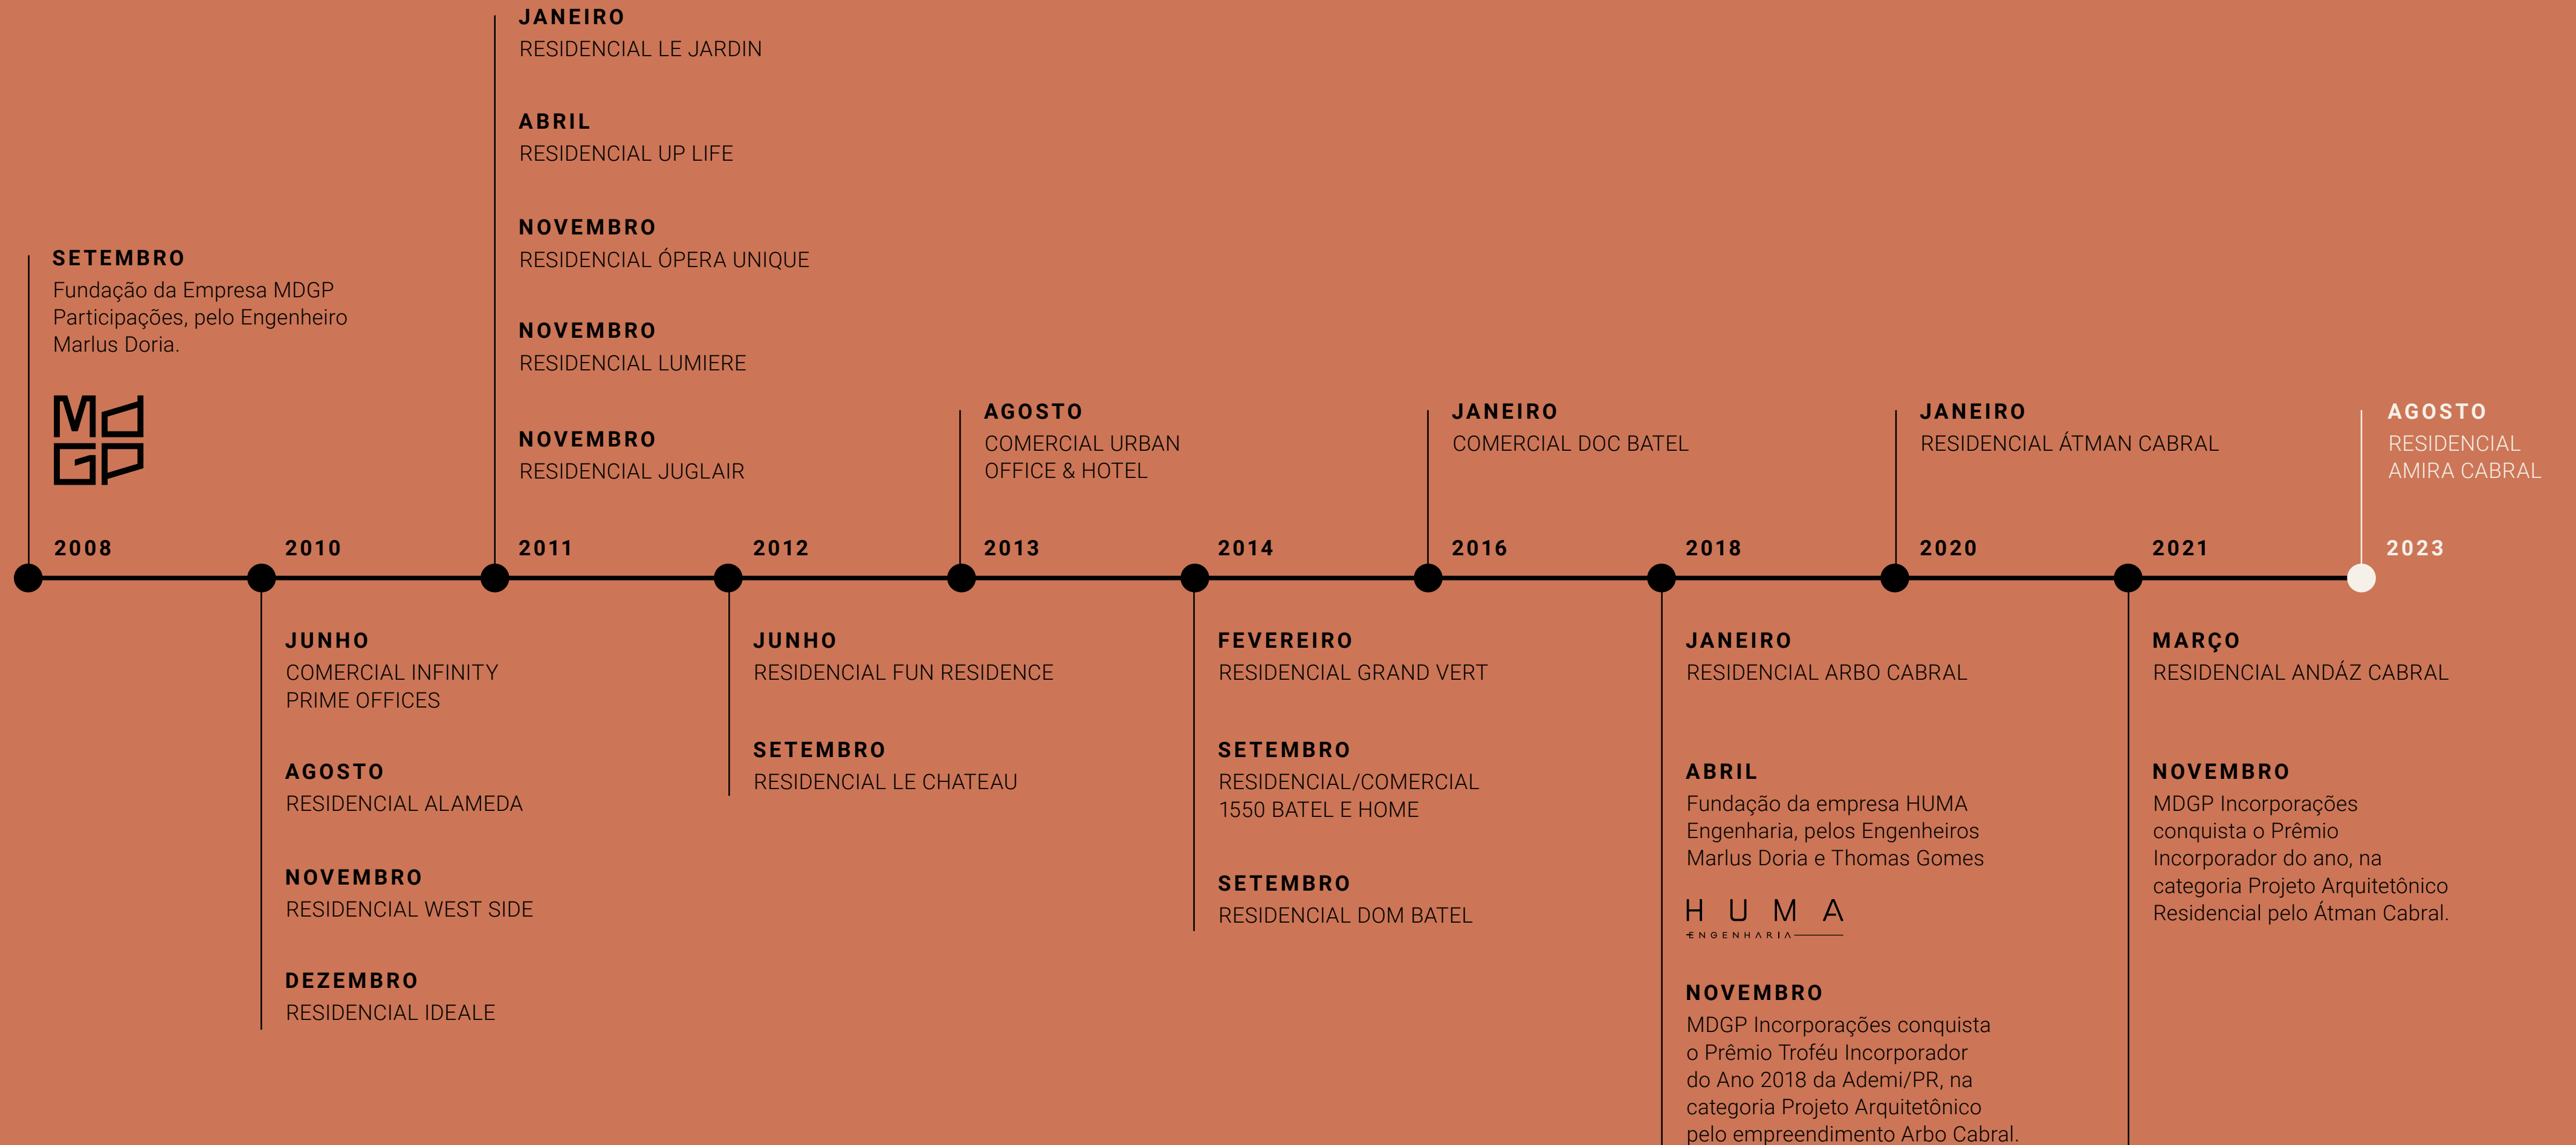 SETEMBRO
Fundação da Empresa MDGP
Participações, pelo Engenheiro
Marlus Doria.
MDGP
2008
2010
JUNHO
COMERCIAL INFINITY
PRIME OFFICES
AGOSTO
RESIDENCIAL ALAMEDA
NOVEMBRO
RESIDENCIAL WEST SIDE
DEZEMBRO
RESIDENCIAL IDEALE
JANEIRO
RESIDENCIAL LE JARDIN
ABRIL
RESIDENCIAL UP LIFE
NOVEMBRO
RESIDENCIAL ÓPERA UNIQUE
NOVEMBRO
RESIDENCIAL LUMIERE
NOVEMBRO
RESIDENCIAL JUGLAIR
2011
2012
JUNHO
RESIDENCIAL FUN RESIDENCE
SETEMBRO
RESIDENCIAL LE CHATEAU
AGOSTO
COMERCIAL URBAN
OFFICE & HOTEL
2013
2014
FEVEREIRO
RESIDENCIAL GRAND VERT
SETEMBRO
RESIDENCIAL/COMERCIAL
1550 BATEL E HOME
SETEMBRO
RESIDENCIAL DOM BATEL
JANEIRO
COMERCIAL DOC BATEL
2016
2018
JANEIRO
RESIDENCIAL ARBO CABRAL
ABRIL
Fundação da empresa HUMA
Engenharia, pelos Engenheiros
Marlus Doria e Thomas Gomes
HUMA
ENGENHARIA
NOVEMBRO
MDGP Incorporações conquista
o Prêmio Troféu Incorporador
do Ano 2018 da Ademi/PR, na
categoria Projeto Arquitetônico
pelo empreendimento Arbo Cabral.
JANEIRO
RESIDENCIAL ÁTMAN CABRAL
2020
2021
MARÇO
RESIDENCIAL ANDÁZ CABRAL
NOVEMBRO
MDGP Incorporações
conquista o Prêmio
Incorporador do ano, na
categoria Projeto Arquitetônico
Residencial pelo Átman Cabral.
AGOSTO
RESIDENCIAL
AMIRA CABRAL
2023